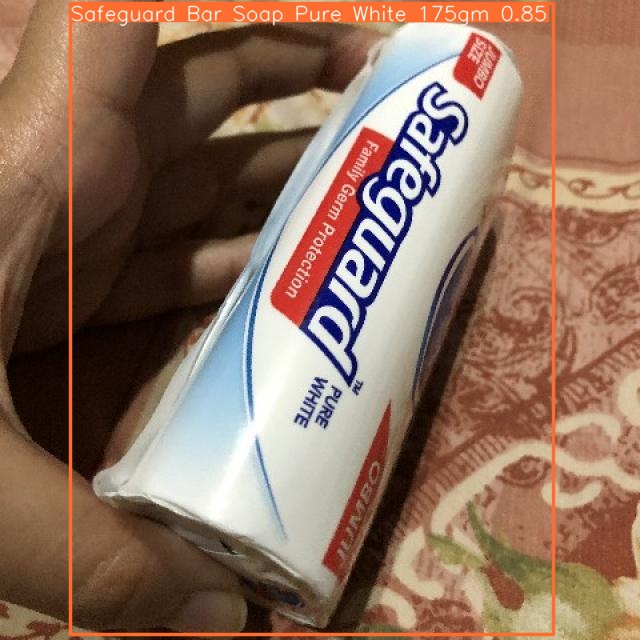 Safeguard Bar Soap Pure White 175gm 0.85
JUMBO
SIZE
Safeguard
Family Germ Protection
™
PURE
WHITE
JUMBO